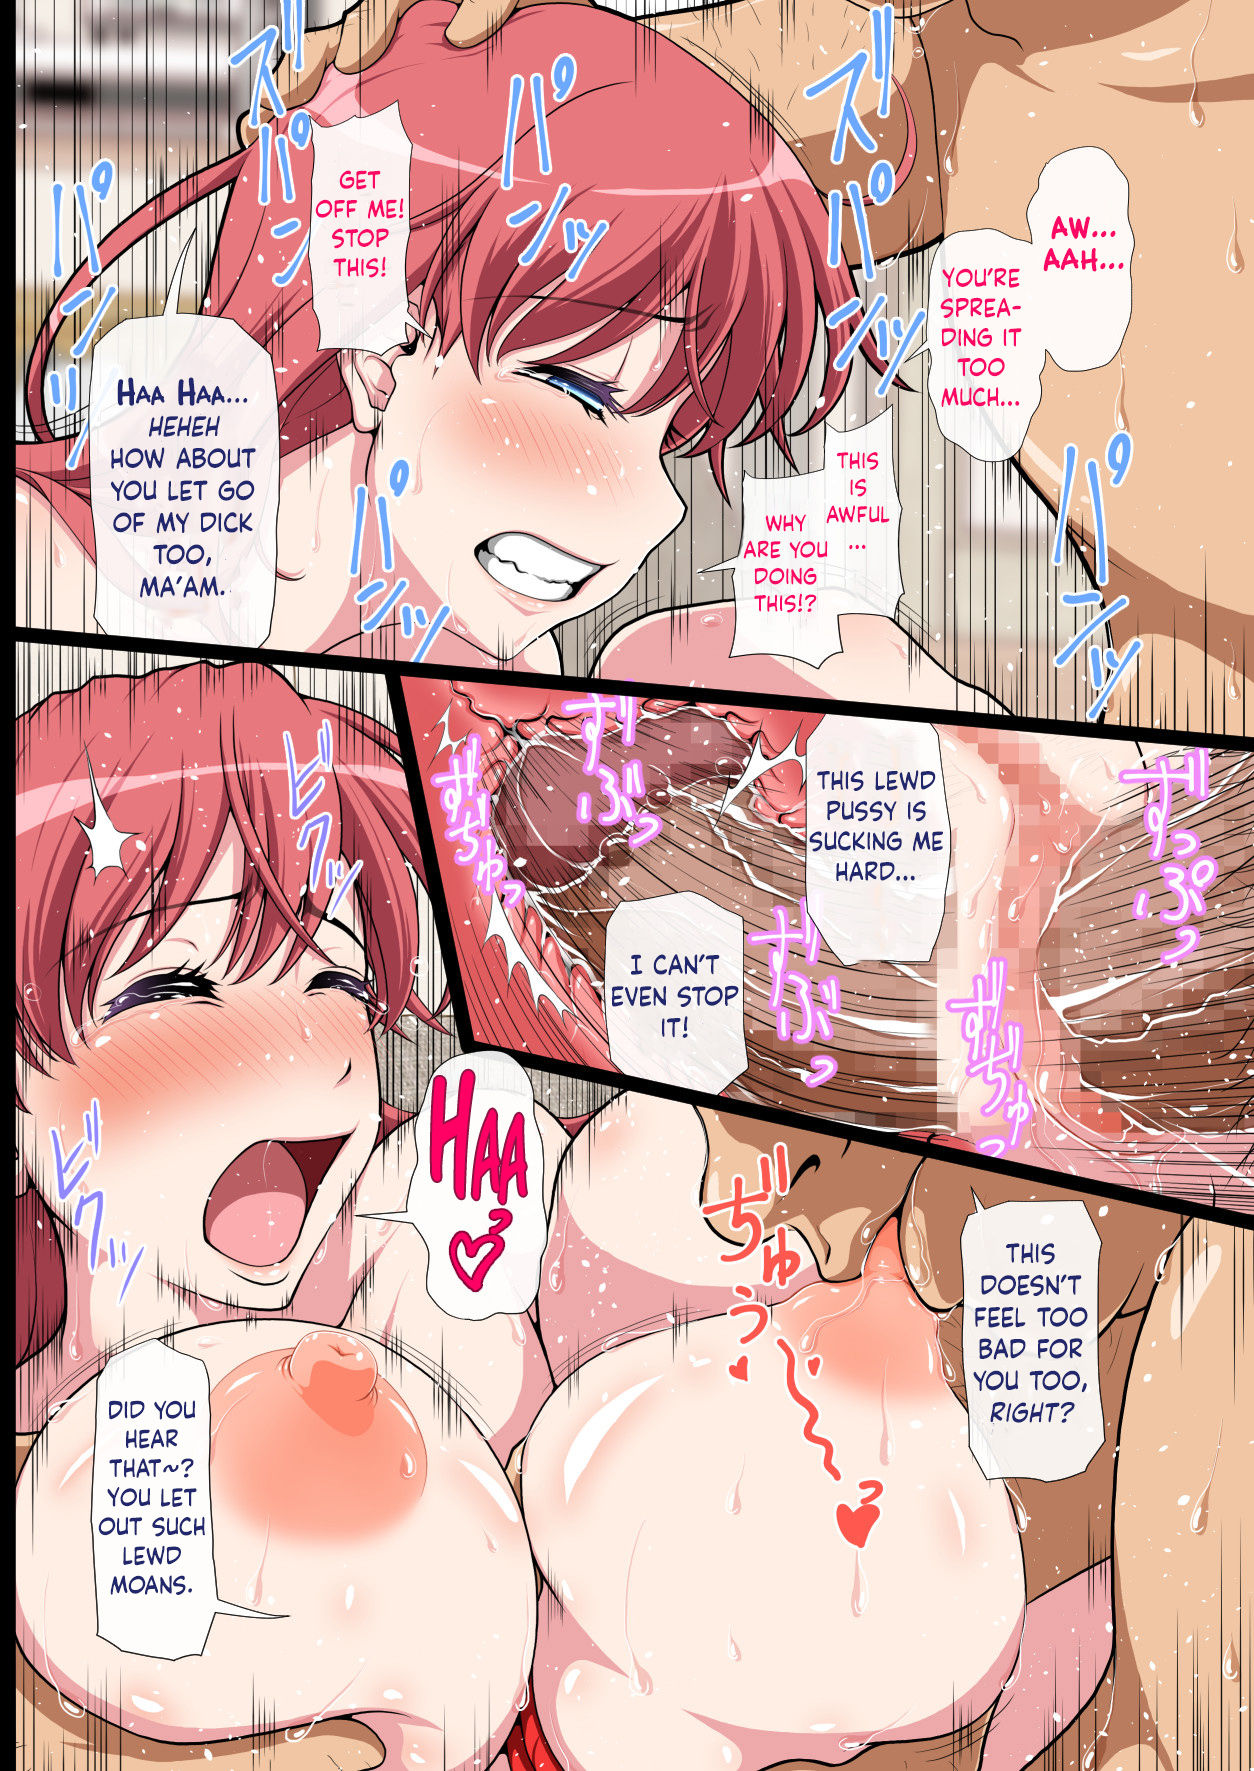 AW...
AAH...
YOU'RE
SPREA-
DING IT
TOO
MUCH...
THIS
IS
AWFUL
...
WHY
ARE YOU
DOING
THIS!?
GET
OFF ME!
STOP
THIS!
HAA HAA...
HEHEH
HOW ABOUT
YOU LET GO
OF MY DICK
TOO,
MA'AM.
ズパンッ
パンッ
ズパンッ
パンッ
パンッ
パンッ
THIS LEWD
PUSSY IS
SUCKING ME
HARD...
I CAN'T
EVEN STOP
IT!
ずっぷっ
ずぶっ
ずぢゅっ
ずぶっ
ずぢゅっ
THIS
DOESN'T
FEEL TOO
BAD FOR
YOU TOO,
RIGHT?
HAA♥
DID YOU
HEAR
THAT~?
YOU LET
OUT SUCH
LEWD
MOANS.
ビクッ
ビクッ
ぢゅうぅ〜〜♥